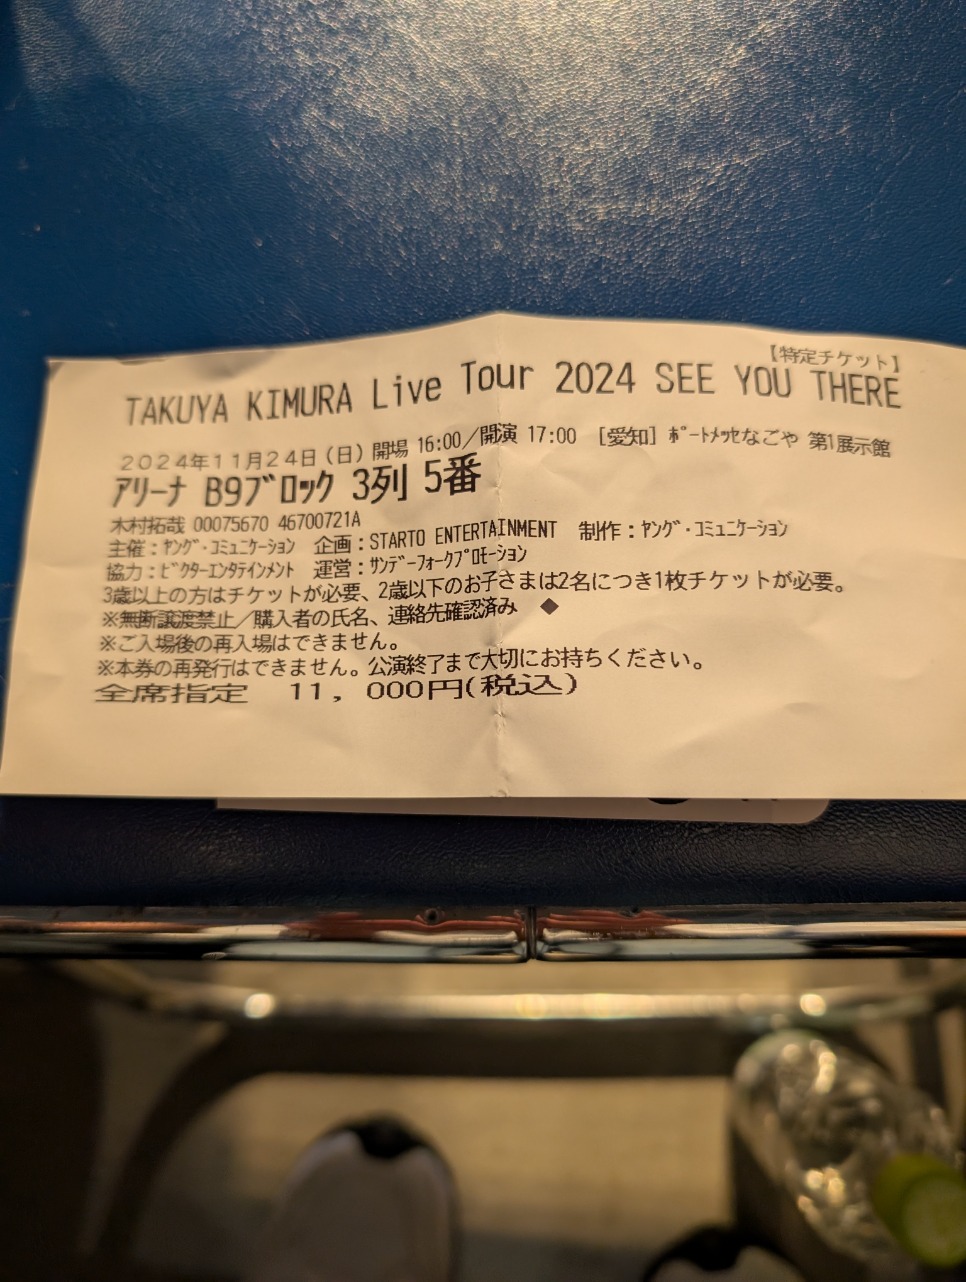 【特定チケット】
TAKUYA KIMURA Live Tour 2024 SEE YOU THERE
2024年11月24日(日) 開場 16:00/開演 17:00 [愛知] ﾎﾟｰﾄﾒｯｾなごや 第1展示館
ｱﾘｰﾅ B9ﾌﾞﾛｯｸ 3列 5番
木村拓哉 00075670 46700721A
主催：ﾔﾝｸﾞ･ｺﾐｭﾆｹｰｼｮﾝ 企画：STARTO ENTERTAINMENT 制作：ﾔﾝｸﾞ･ｺﾐｭﾆｹｰｼｮﾝ
協力：ﾋﾞｸﾀｰｴﾝﾀﾃｲﾝﾒﾝﾄ 運営：ｻﾝﾃﾞｰﾌｫｰｸﾌﾟﾛﾓｰｼｮﾝ
3歳以上の方はチケットが必要、2歳以下のお子さまは2名につき1枚チケットが必要。
※無断譲渡禁止／購入者の氏名、連絡先確認済み ◆
※ご入場後の再入場はできません。
※本券の再発行はできません。公演終了まで大切にお持ちください。
全席指定 11,000円(税込)